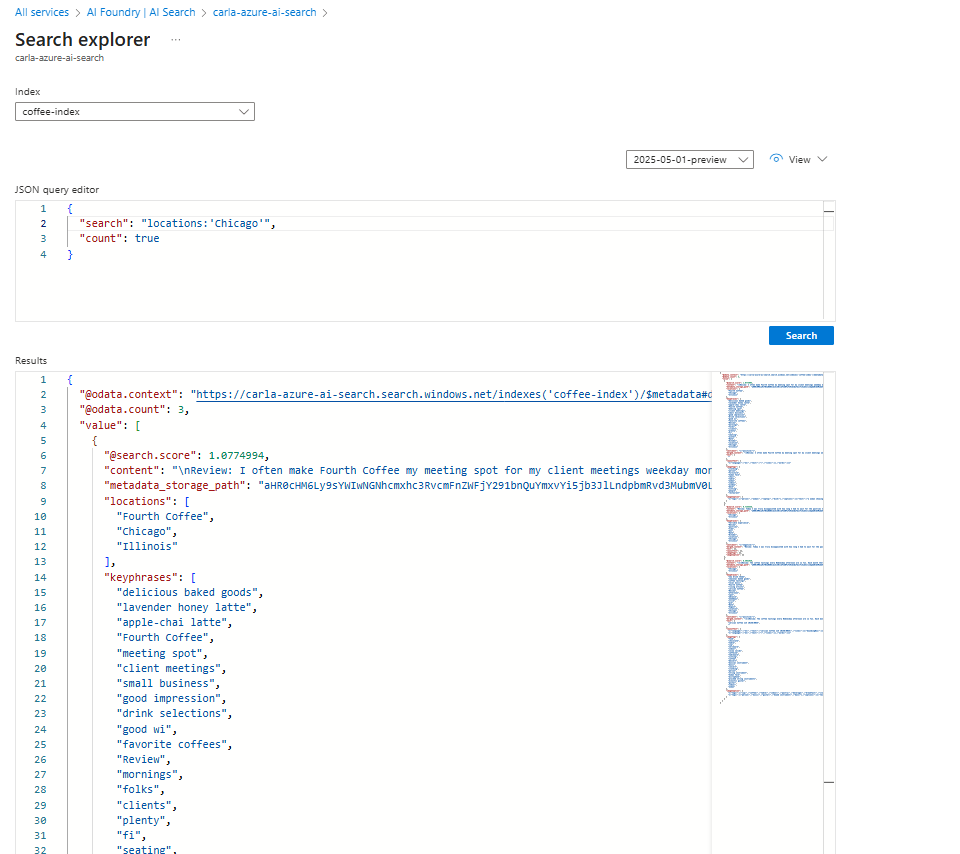 All services > AI Foundry | AI Search > carla-azure-ai-search >
Search explorer ...
carla-azure-ai-search
Index
coffee-index
2025-05-01-preview View
JSON query editor
1 {
2 "search": "locations:'Chicago'",
3 "count": true
4 }
Search
Results
1 {
2 "@odata.context": "https://carla-azure-ai-search.search.windows.net/indexes('coffee-index')/$metadata#d
3 "@odata.count": 3,
4 "value": [
5 {
6 "@search.score": 1.0774994,
7 "content": "\nReview: I often make Fourth Coffee my meeting spot for my client meetings weekday mor
8 "metadata_storage_path":
9 "locations": [
10 "Fourth Coffee",
11 "Chicago",
12 "Illinois"
13 ],
14 "keyphrases": [
15 "delicious baked goods",
16 "lavender honey latte",
17 "apple-chai latte",
18 "Fourth Coffee",
19 "meeting spot",
20 "client meetings",
21 "small business",
22 "good impression",
23 "drink selections",
24 "good wi",
25 "favorite coffees",
26 "Review",
27 "mornings",
28 "folks",
29 "clients",
30 "plenty",
31 "fi",
32 "seating",